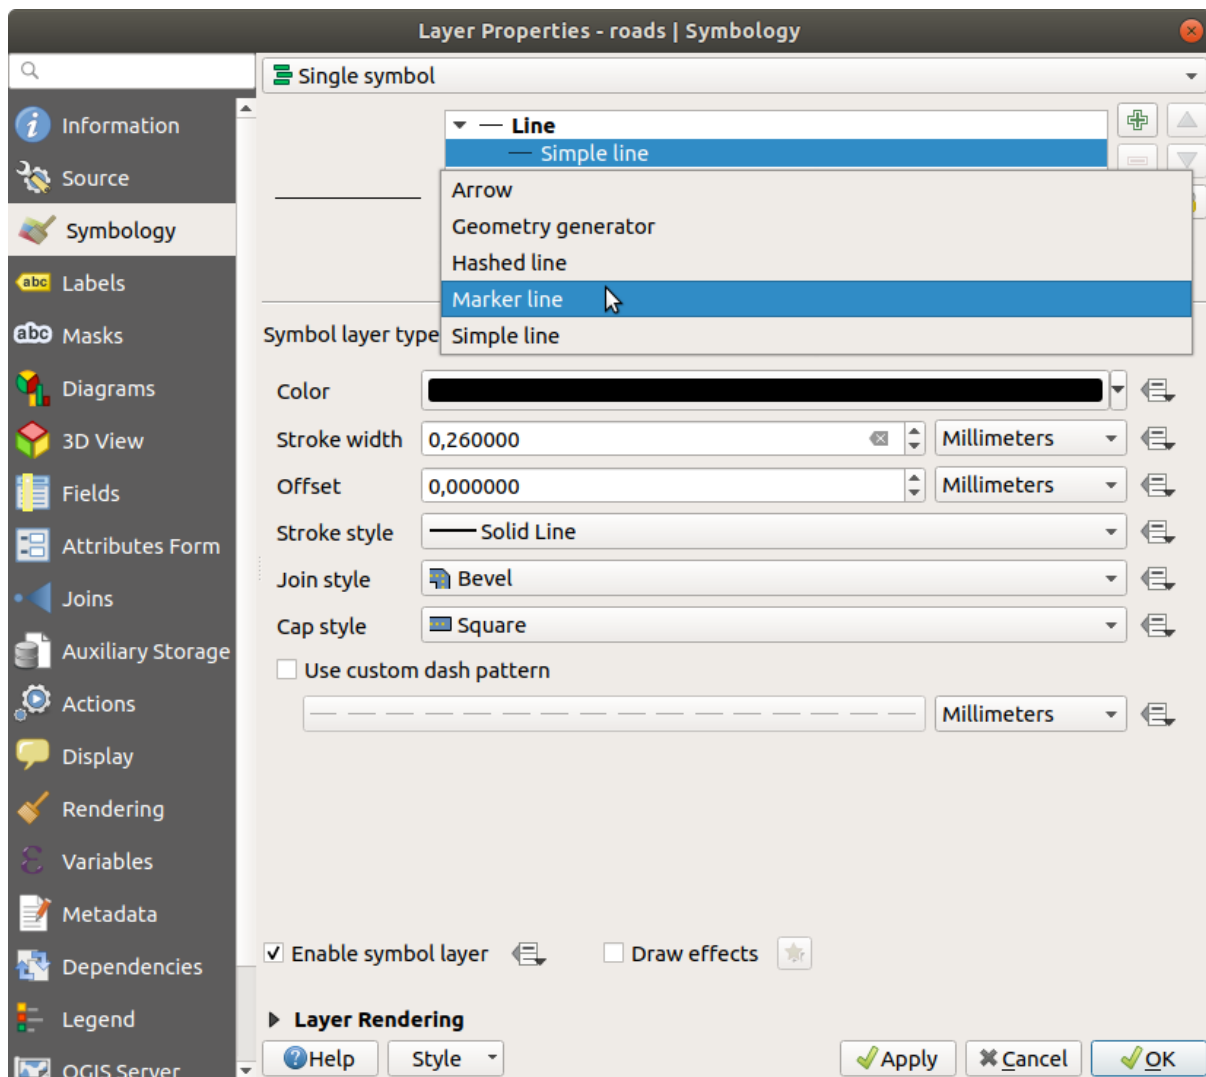 Layer Properties - roads | Symbology
Single symbol
Information
Source
Symbology
Labels
Masks
Diagrams
3D View
Fields
Attributes Form
Joins
Auxiliary Storage
Actions
Display
Rendering
Variables
Metadata
Dependencies
Legend
QGIS Server
Line
Simple line
Arrow
Geometry generator
Hashed line
Marker line
Simple line
Symbol layer type
Color
Stroke width 0,260000 Millimeters
Offset 0,000000 Millimeters
Stroke style Solid Line
Join style Bevel
Cap style Square
Use custom dash pattern
Millimeters
Enable symbol layer Draw effects
Layer Rendering
Help Style Apply Cancel OK
abc
abc